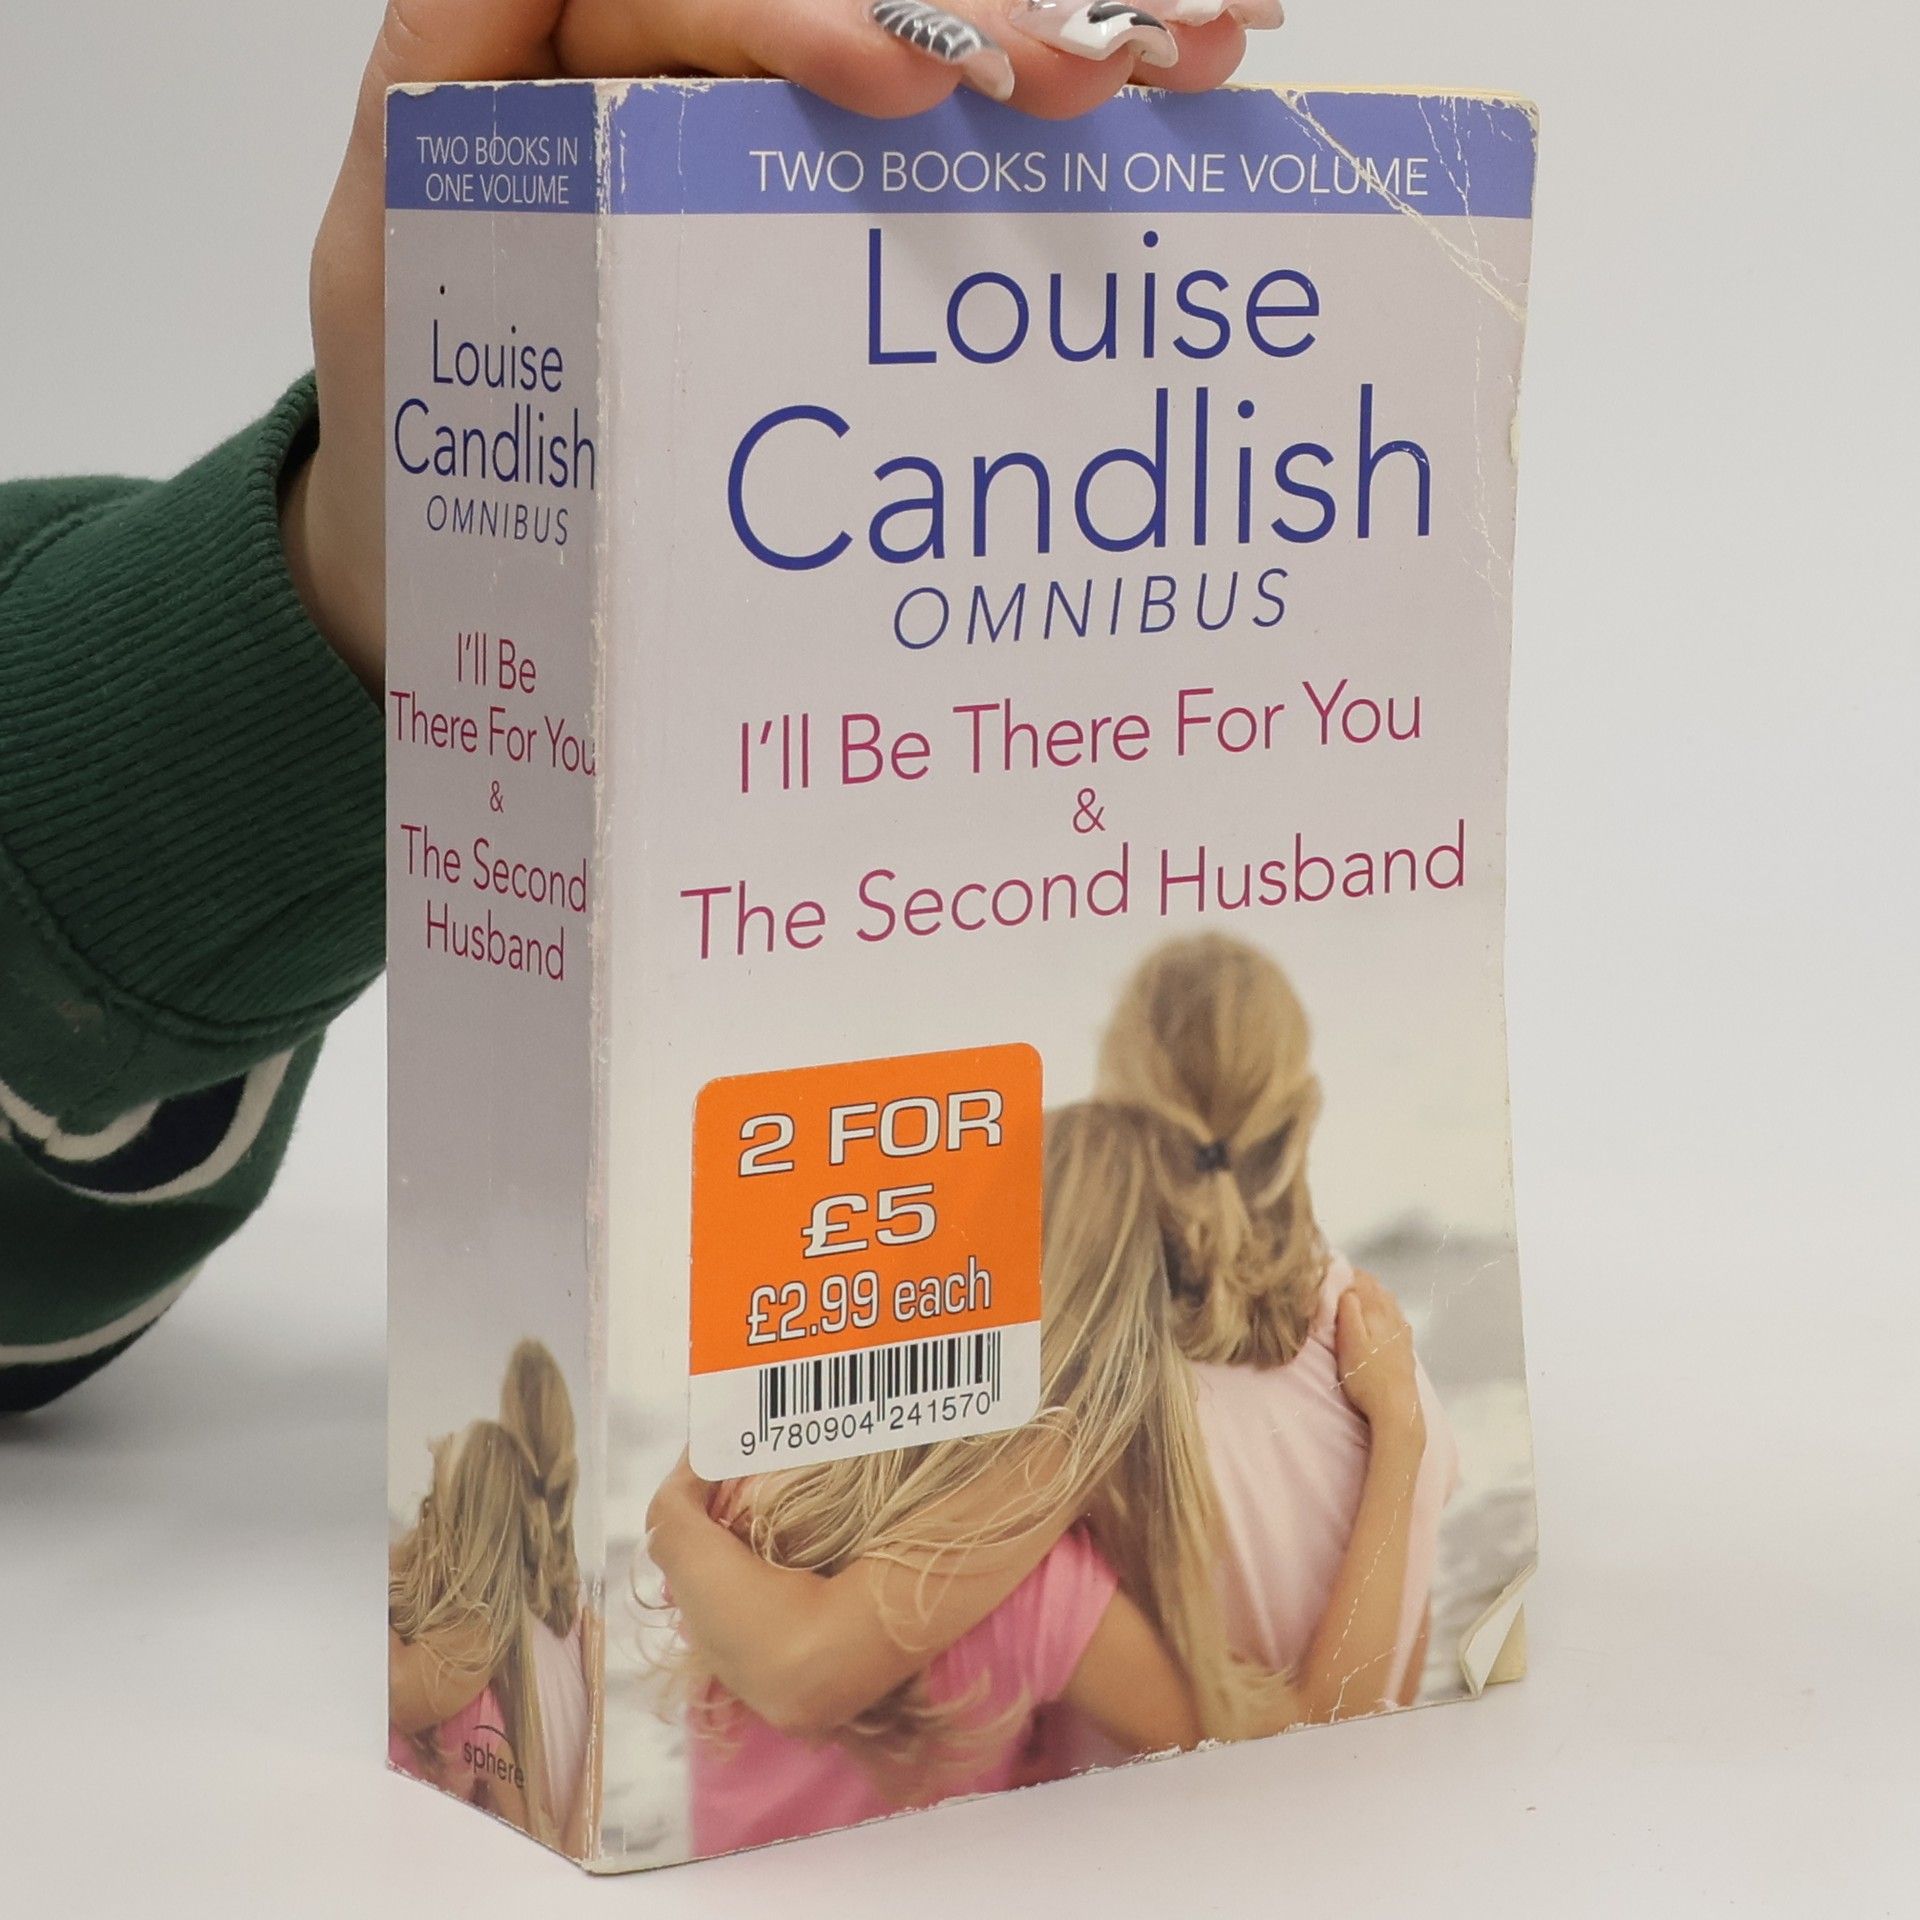 TWO BOOKS IN
ONE VOLUME
Louise
Candlish
OMNIBUS
I'll Be
There For You
&
The Second
Husband
sphere
TWO BOOKS IN ONE VOLUME
Louise
Candlish
OMNIBUS
I'll Be There For You
&
The Second Husband
2 FOR
£5
£2.99 each
9 780904 241570